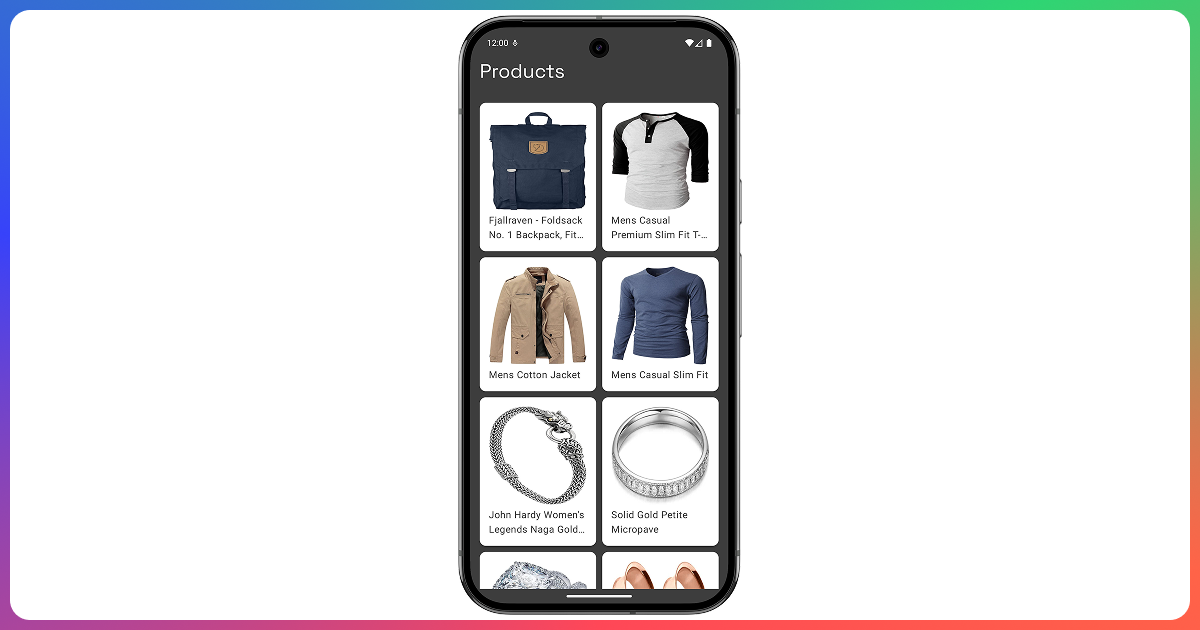 12:00
Products
Fjallraven - Foldsack
No. 1 Backpack, Fit...
Mens Casual
Premium Slim Fit T-...
Mens Cotton Jacket
Mens Casual Slim Fit
John Hardy Women's
Legends Naga Gold...
Solid Gold Petite
Micropave